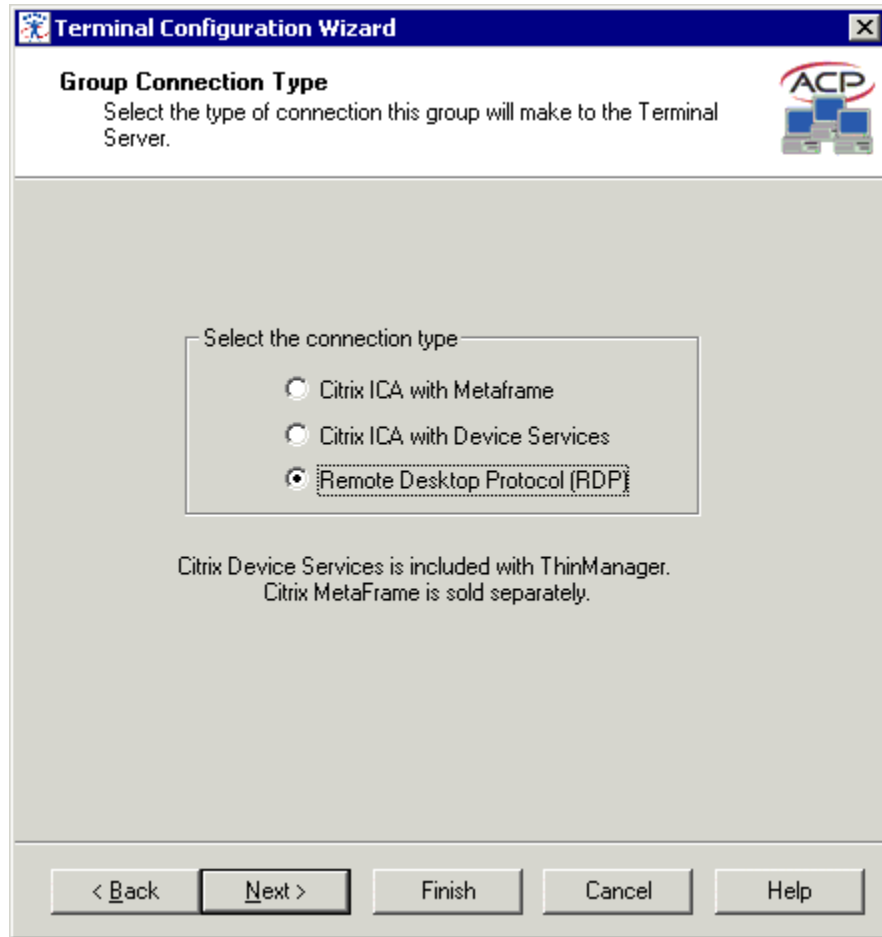 Terminal Configuration Wizard
Group Connection Type
Select the type of connection this group will make to the Terminal
Server.
ACP
Select the connection type
Citrix ICA with Metaframe
Citrix ICA with Device Services
Remote Desktop Protocol (RDP)
Citrix Device Services is included with ThinManager.
Citrix MetaFrame is sold separately.
< Back
Next >
Finish
Cancel
Help